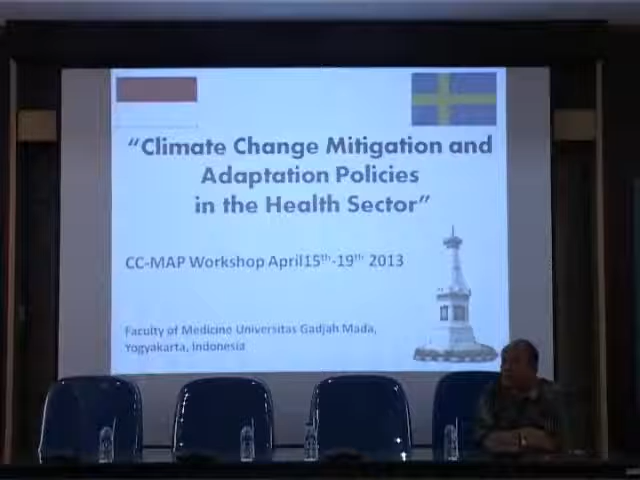 “Climate Change Mitigation and
Adaptation Policies
in the Health Sector”
CC-MAP Workshop April15th-19th 2013
Faculty of Medicine Universitas Gadjah Mada,
Yogyakarta, Indonesia